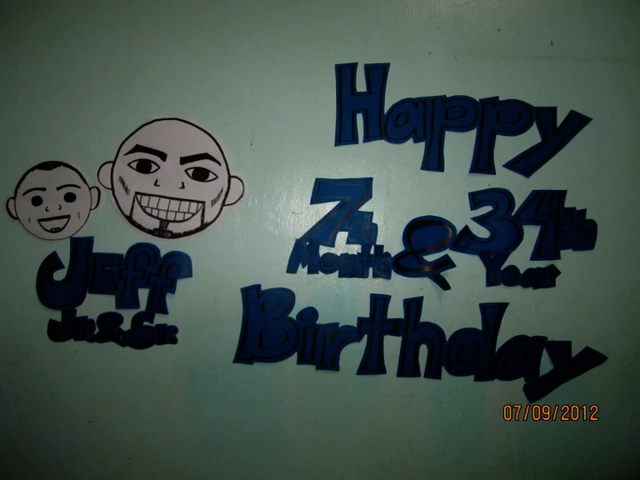 Happy
7th & 34th
Month Year
Birthday
Jeff
Jr. & Sr.
07/09/2012